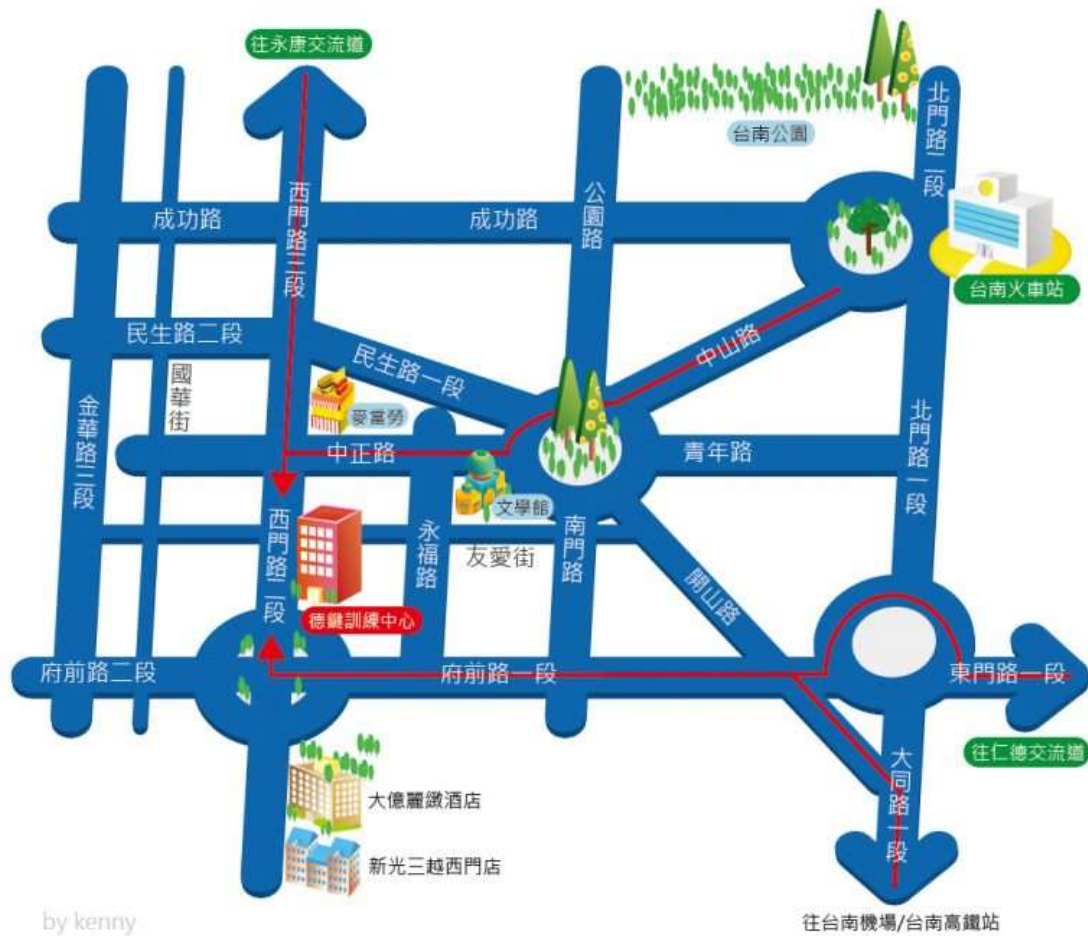 往永康交流道
北門路二段
台南公園
西門路三段
公園路
成功路
成功路
台南火車站
民生路二段
民生路一段
中山路
國華街
金華路三段
麥當勞
中正路
青年路
北門路一段
文學館
西門路二段
永福路
友愛街
南門路
開山路
德鍵訓練中心
府前路二段
府前路一段
東門路一段
往仁德交流道
大同路一段
大億麗緻酒店
新光三越西門店
by kenny
往台南機場/台南高鐵站